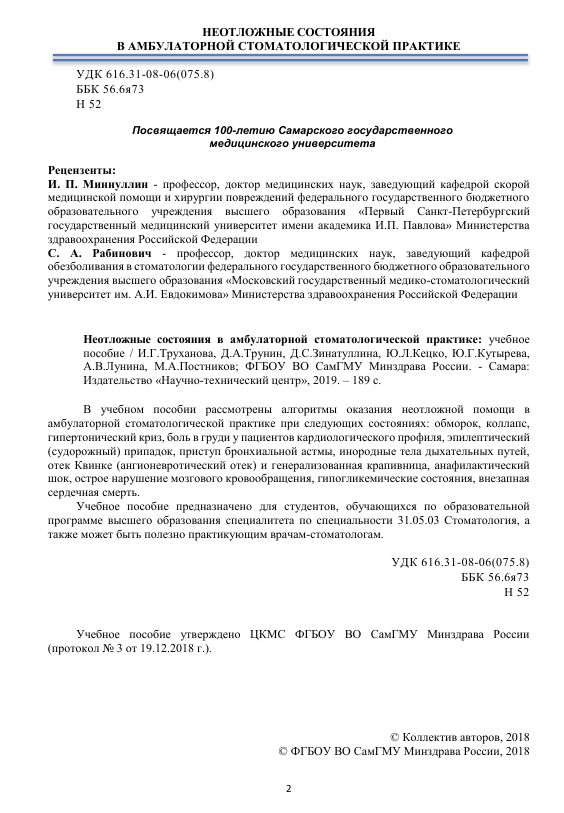 НЕОТЛОЖНЫЕ СОСТОЯНИЯ
В АМБУЛАТОРНОЙ СТОМАТОЛОГИЧЕСКОЙ ПРАКТИКЕ
УДК 616.31-08-06(075.8)
ББК 56.6я73
Н 52
Посвящается 100-летию Самарского государственного
медицинского университета
Рецензенты:
И. П. Миннуллин - профессор, доктор медицинских наук, заведующий кафедрой скорой
медицинской помощи и хирургии повреждений федерального государственного бюджетного
образовательного учреждения высшего образования «Первый Санкт-Петербургский
государственный медицинский университет имени академика И.П. Павлова» Министерства
здравоохранения Российской Федерации
С. А. Рабинович - профессор, доктор медицинских наук, заведующий кафедрой
обезболивания в стоматологии федерального государственного бюджетного образовательного
учреждения высшего образования «Московский государственный медико-стоматологический
университет им. А.И. Евдокимова» Министерства здравоохранения Российской Федерации
Неотложные состояния в амбулаторной стоматологической практике: учебное
пособие / И.Г.Труханова, Д.А.Трунин, Д.С.Зинатуллина, Ю.Л.Кецко, Ю.Г.Кутырева,
А.В.Лунина, М.А.Постников; ФГБОУ ВО СамГМУ Минздрава России. - Самара:
Издательство «Научно-технический центр», 2019. – 189 с.
В учебном пособии рассмотрены алгоритмы оказания неотложной помощи в
амбулаторной стоматологической практике при следующих состояниях: обморок, коллапс,
гипертонический криз, боль в груди у пациентов кардиологического профиля, эпилептический
(судорожный) припадок, приступ бронхиальной астмы, инородные тела дыхательных путей,
отек Квинке (ангионевротический отек) и генерализованная крапивница, анафилактический
шок, острое нарушение мозгового кровообращения, гипогликемические состояния, внезапная
сердечная смерть.
Учебное пособие предназначено для студентов, обучающихся по образовательной
программе высшего образования специалитета по специальности 31.05.03 Стоматология, а
также может быть полезно практикующим врачам-стоматологам.
УДК 616.31-08-06(075.8)
ББК 56.6я73
Н 52
Учебное пособие утверждено ЦКМС ФГБОУ ВО СамГМУ Минздрава России
(протокол № 3 от 19.12.2018 г.).
© Коллектив авторов, 2018
© ФГБОУ ВО СамГМУ Минздрава России, 2018
2